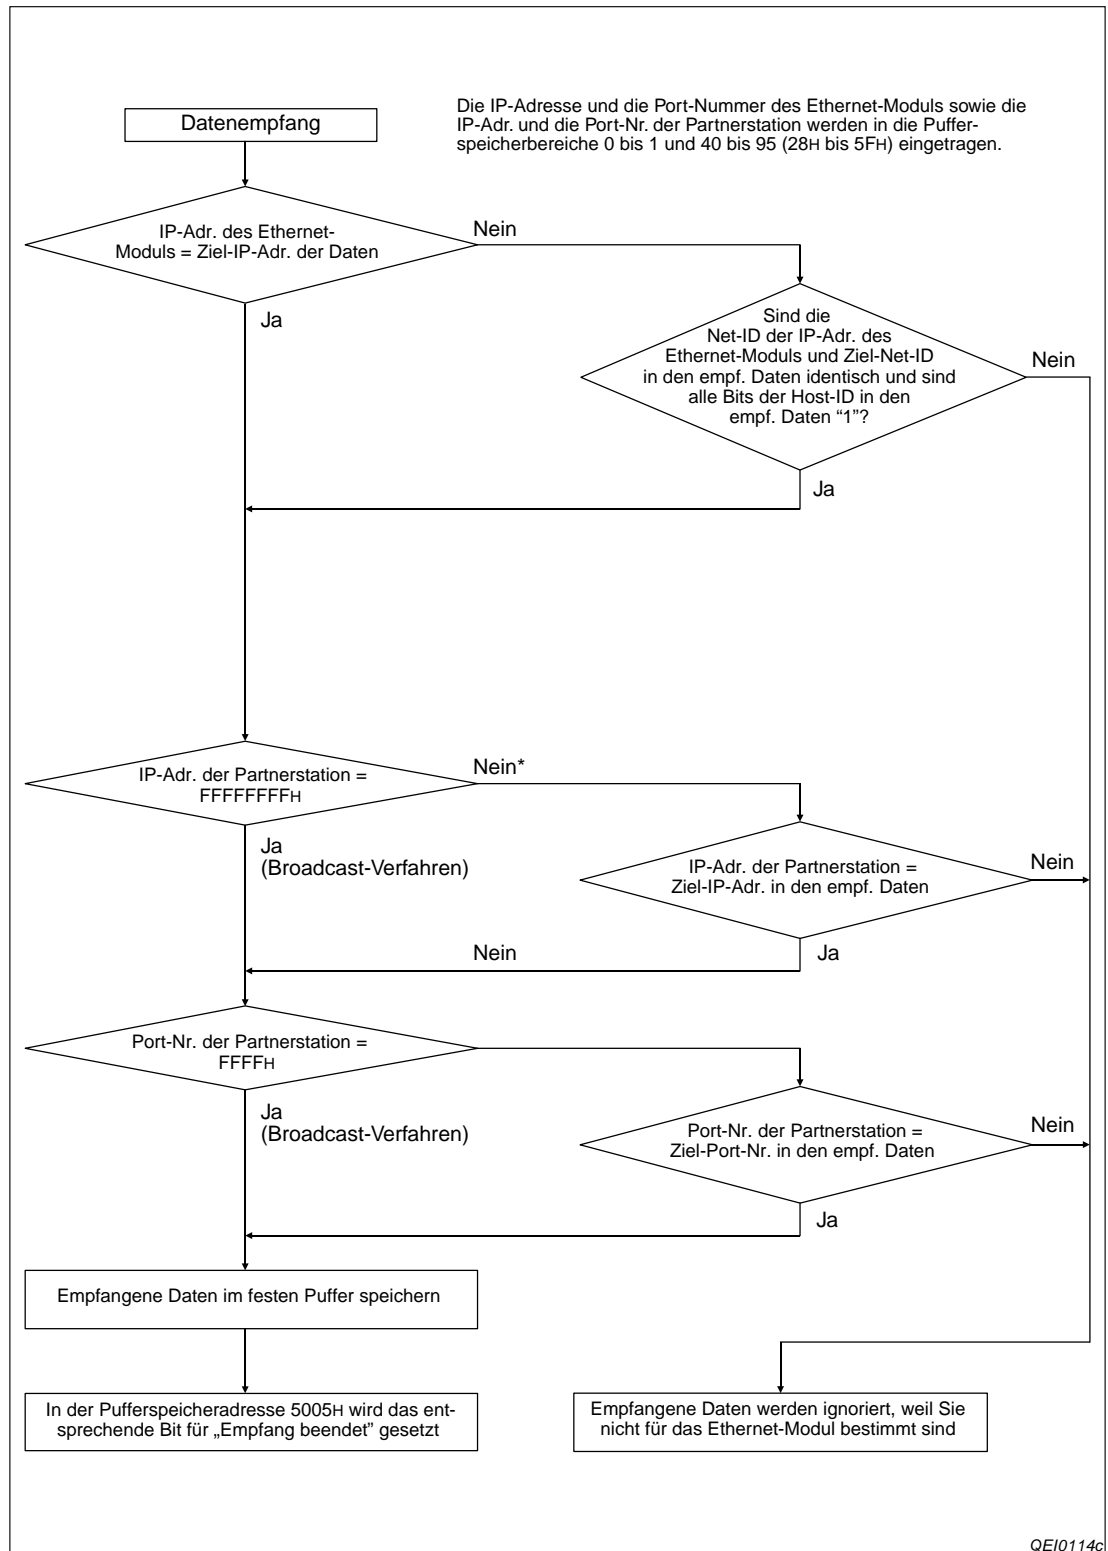 Datenempfang
Die IP-Adresse und die Port-Nummer des Ethernet-Moduls sowie die
IP-Adr. und die Port-Nr. der Partnerstation werden in die Puffer-
speicherbereiche 0 bis 1 und 40 bis 95 (28H bis 5FH) eingetragen.
IP-Adr. des Ethernet-
Moduls = Ziel-IP-Adr. der Daten
Nein
Ja
Sind die
Net-ID der IP-Adr. des
Ethernet-Moduls und Ziel-Net-ID
in den empf. Daten identisch und sind
alle Bits der Host-ID in den
empf. Daten “1”?
Nein
Ja
IP-Adr. der Partnerstation =
FFFFFFFFH
Nein*
Ja
(Broadcast-Verfahren)
IP-Adr. der Partnerstation =
Ziel-IP-Adr. in den empf. Daten
Nein
Ja
Nein
Port-Nr. der Partnerstation =
FFFFH
Ja
(Broadcast-Verfahren)
Port-Nr. der Partnerstation =
Ziel-Port-Nr. in den empf. Daten
Nein
Ja
Empfangene Daten im festen Puffer speichern
In der Pufferspeicheradresse 5005H wird das ent-
sprechende Bit für „Empfang beendet” gesetzt
Empfangene Daten werden ignoriert, weil Sie
nicht für das Ethernet-Modul bestimmt sind
QEI0114c